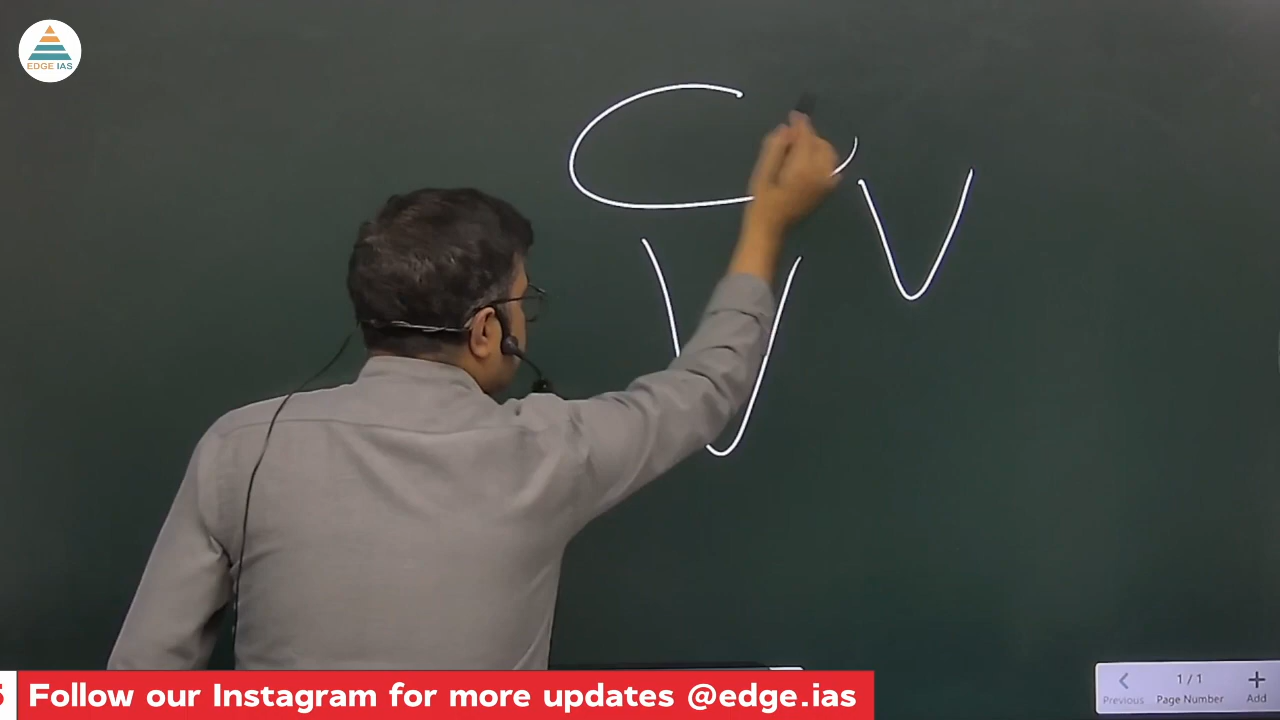 EDGE IAS
Follow our Instagram for more updates @edge.ias
1 / 1
Previous
Page Number
Add